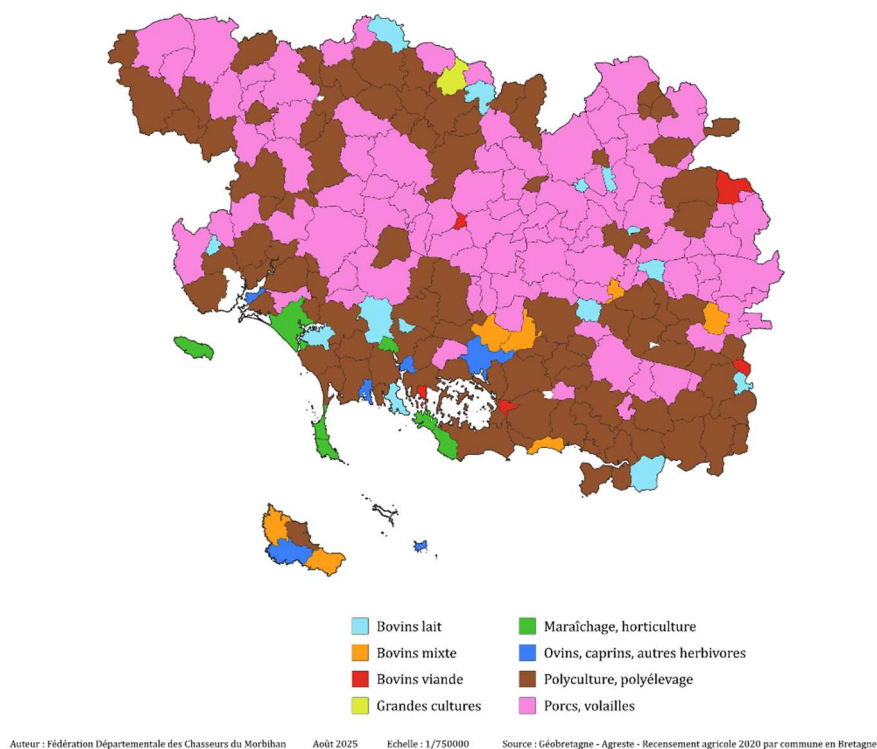 Bovins lait
Bovins mixte
Bovins viande
Grandes cultures
Maraîchage, horticulture
Ovins, caprins, autres herbivores
Polyculture, polyélevage
Porcs, volailles
Auteur : Fédération Départementale des Chasseurs du Morbihan Août 2025 Echelle : 1/750000 Source : Géobretagne - Agreste - Recensement agricole 2020 par commune en Bretagne